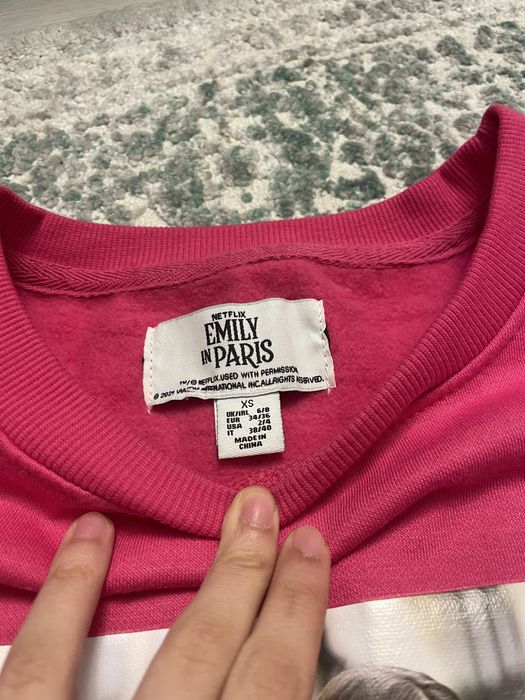 NETFLIX
EMILY
IN PARIS
™/© NETFLIX.USED WITH PERMISSION.
© 2021 INTERNATIONAL INC.ALL RIGHTS RESERVED.
XS
UK/IRL 6/8
EUR 34/36
USA 2/4
IT 38/40
MADE IN
CHINA